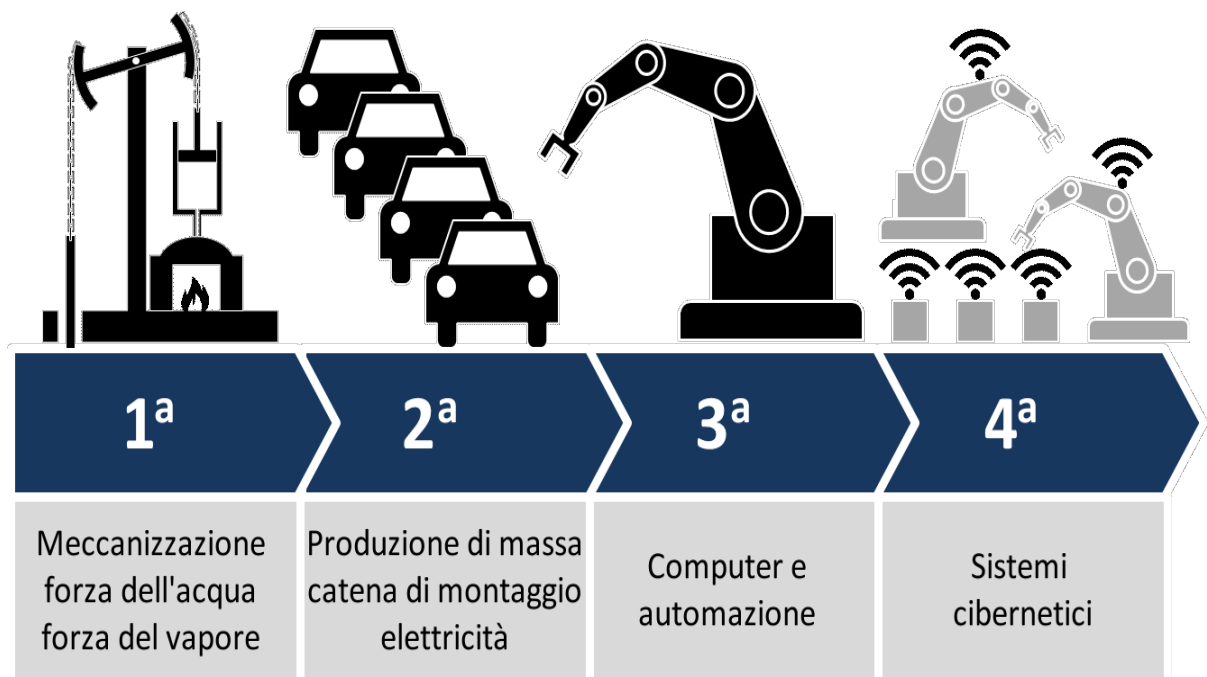 1ª
2ª
3ª
4ª
Meccanizzazione
forza dell'acqua
forza del vapore
Produzione di massa
catena di montaggio
elettricità
Computer e
automazione
Sistemi
cibernetici